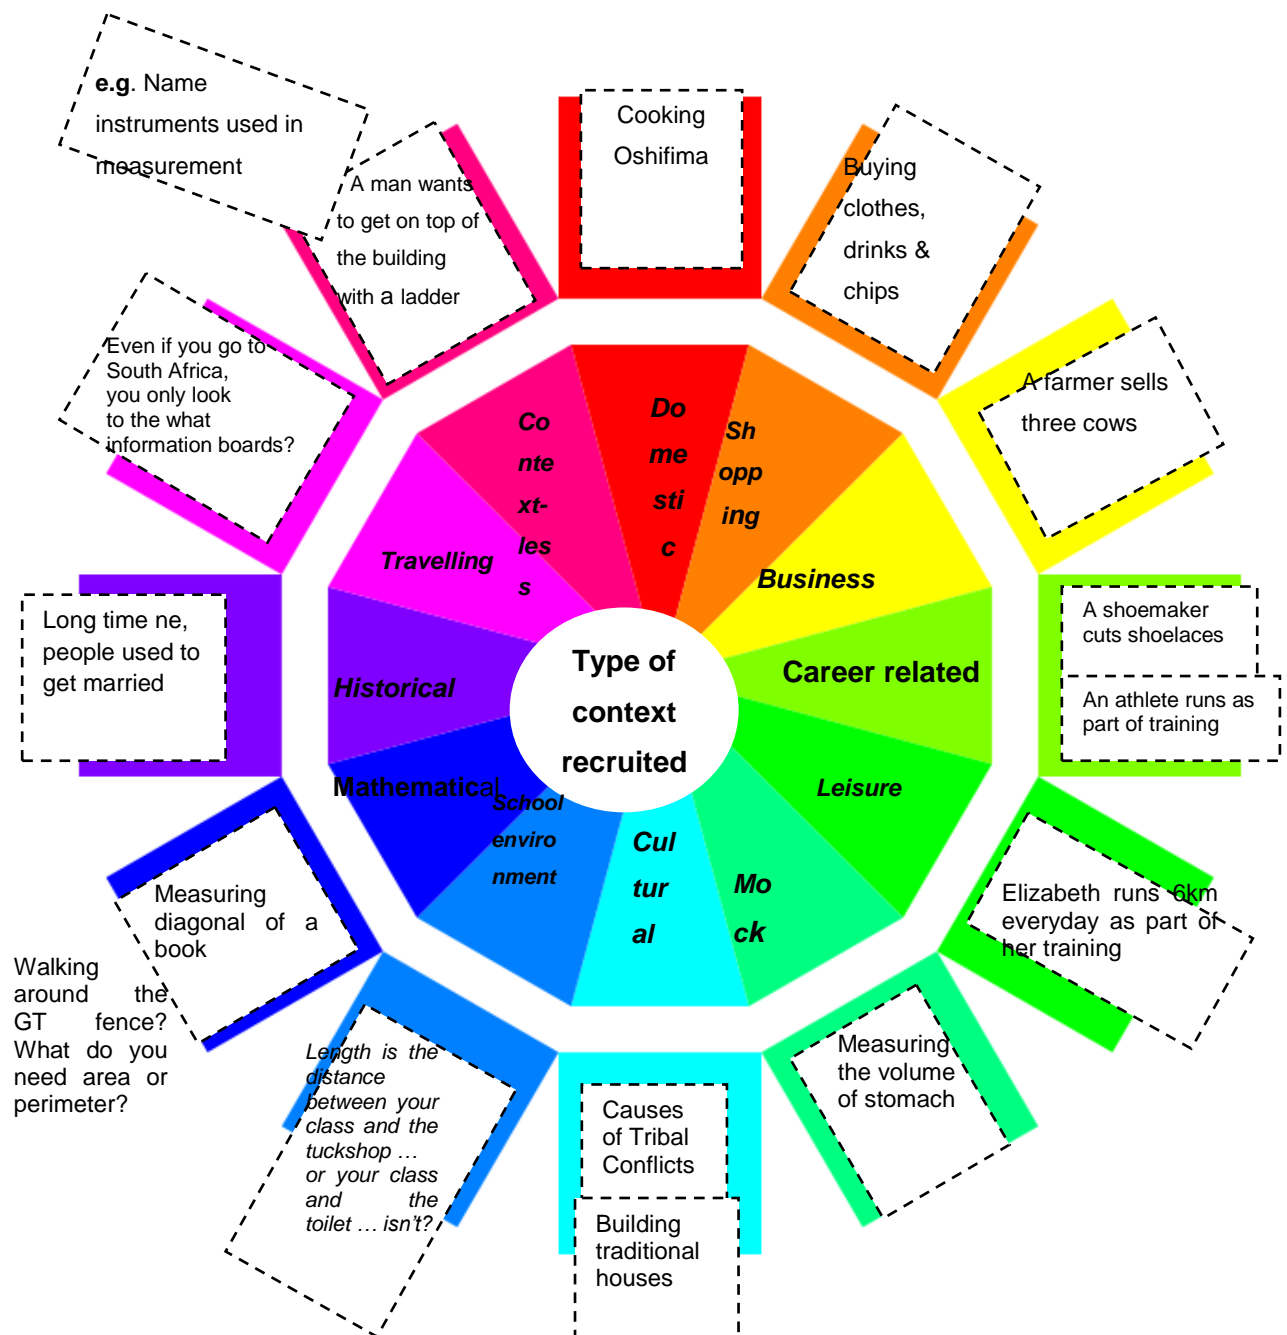 e.g. Name
instruments used in
measurement
A man wants
to get on top of
the building
with a ladder
Cooking
Oshifima
Buying
clothes,
drinks &
chips
A farmer sells
three cows
A shoemaker
cuts shoelaces
An athlete runs as
part of training
Elizabeth runs 6km
everyday as part of
her training
Measuring
the volume
of stomach
Causes
of Tribal
Conflicts
Building
traditional
houses
Length is the
distance
between your
class and the
tuckshop …
or your class
and the
toilet … isn't?
Walking
around the
GT fence?
What do you
need area or
perimeter?
Measuring
diagonal of a
book
Long time ne,
people used to
get married
Even if you go to
South Africa,
you only look
to the what
information boards?
Co
nte
xt-
les
s
Do
me
sti
c
Sh
opp
ing
Business
Career related
Leisure
Mo
ck
Cul
tur
al
School
enviro
nment
Mathematical
Historical
Travelling
Type of
context
recruited